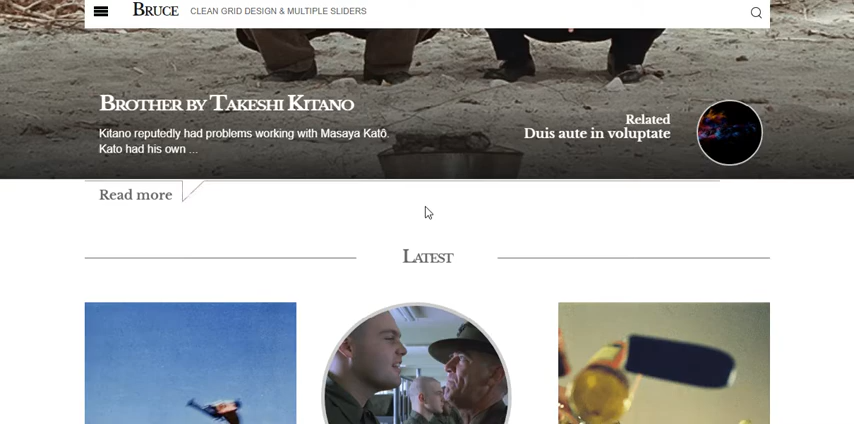 Bruce CLEAN GRID DESIGN & MULTIPLE SLIDERS
Brother by Takeshi Kitano
Kitano reputedly had problems working with Masaya Katô.
Kato had his own ...
Related
Duis aute in voluptate
Read more
Latest